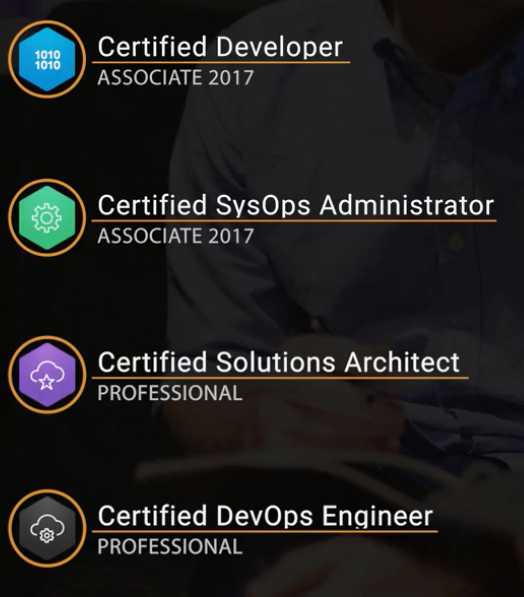 1010
1010
Certified Developer
ASSOCIATE 2017
Certified SysOps Administrator
ASSOCIATE 2017
Certified Solutions Architect
PROFESSIONAL
Certified DevOps Engineer
PROFESSIONAL